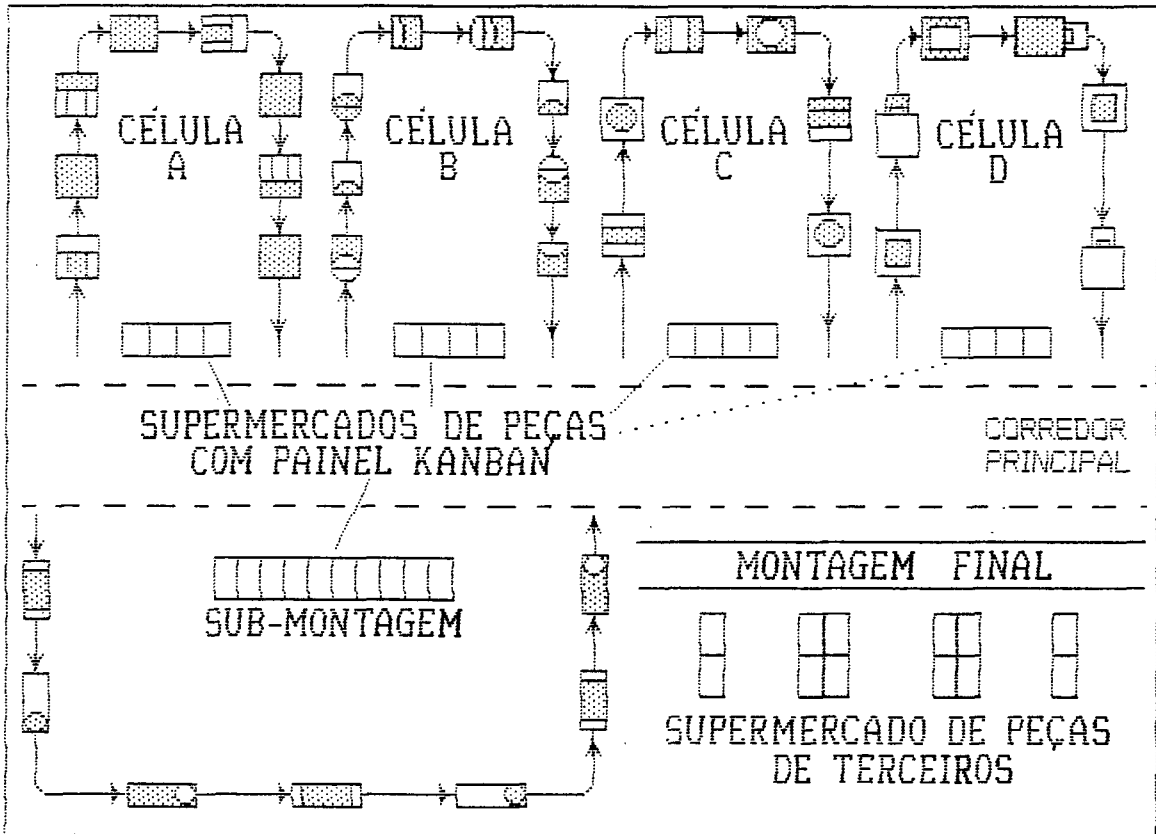 CÉLULA
A
CÉLULA
B
CÉLULA
C
CÉLULA
D
SUPERMERCADOS DE PEÇAS
COM PAINEL KANBAN
CORREDOR
PRINCIPAL
SUB-MONTAGEM
MONTAGEM FINAL
SUPERMERCADO DE PEÇAS
DE TERCEIROS